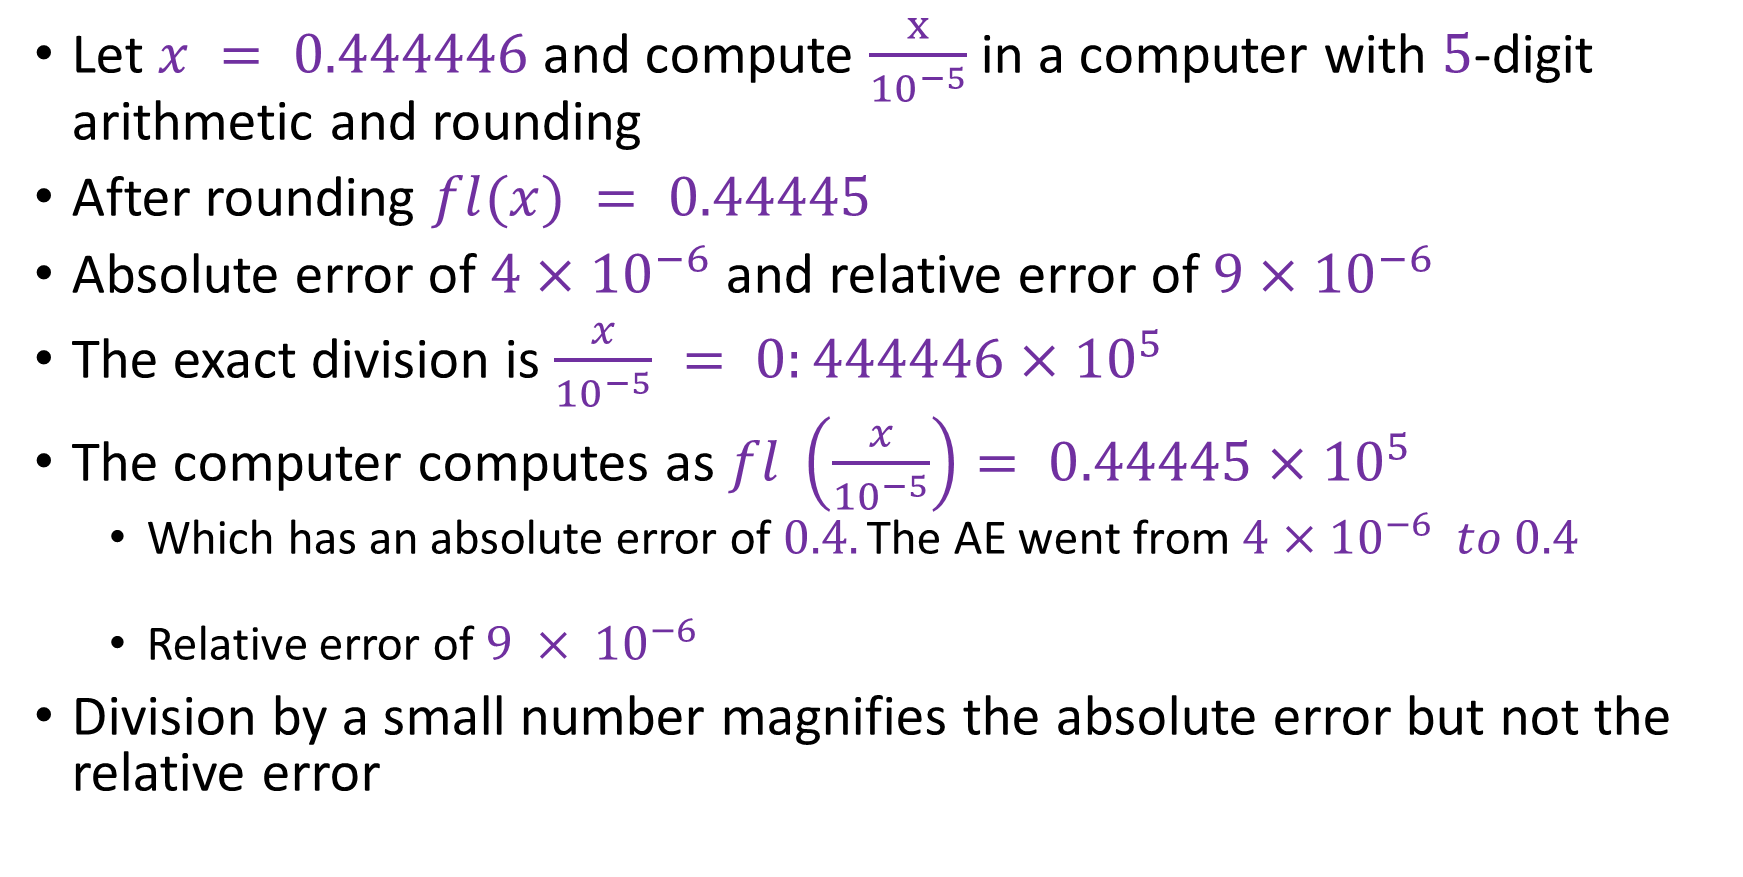 • Let x = 0.444446 and compute x/10⁻⁵ in a computer with 5-digit
arithmetic and rounding
• After rounding fl(x) = 0.44445
• Absolute error of 4 × 10⁻⁶ and relative error of 9 × 10⁻⁶
• The exact division is x/10⁻⁵ = 0:444446 × 10⁵
• The computer computes as fl (x/10⁻⁵) = 0.44445 × 10⁵
• Which has an absolute error of 0.4. The AE went from 4 × 10⁻⁶ to 0.4
• Relative error of 9 × 10⁻⁶
• Division by a small number magnifies the absolute error but not the
relative error